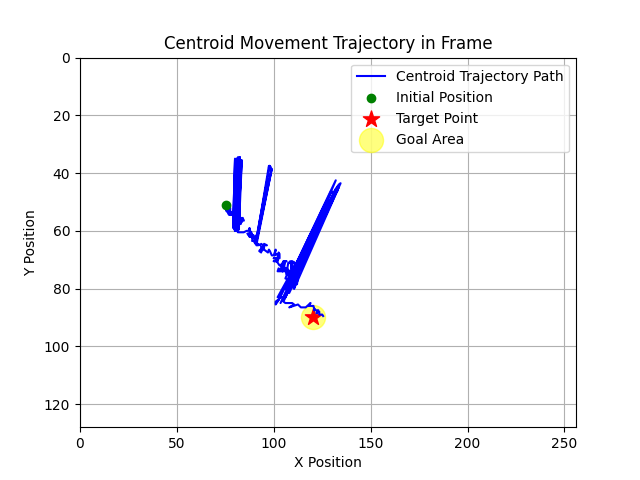 Centroid Movement Trajectory in Frame
Centroid Trajectory Path
Initial Position
Target Point
Goal Area
Y Position
0
20
40
60
80
100
120
0 50 100 150 200 250
X Position